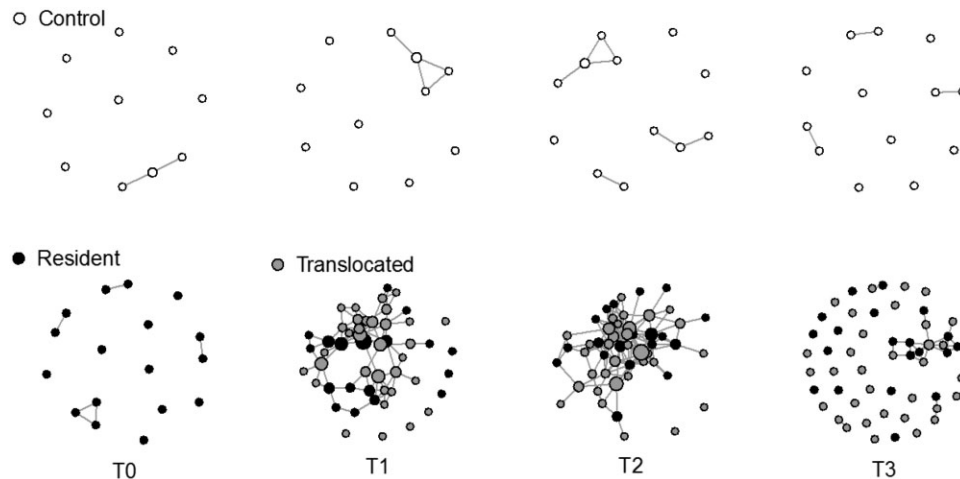 Control
Resident
Translocated
T0
T1
T2
T3